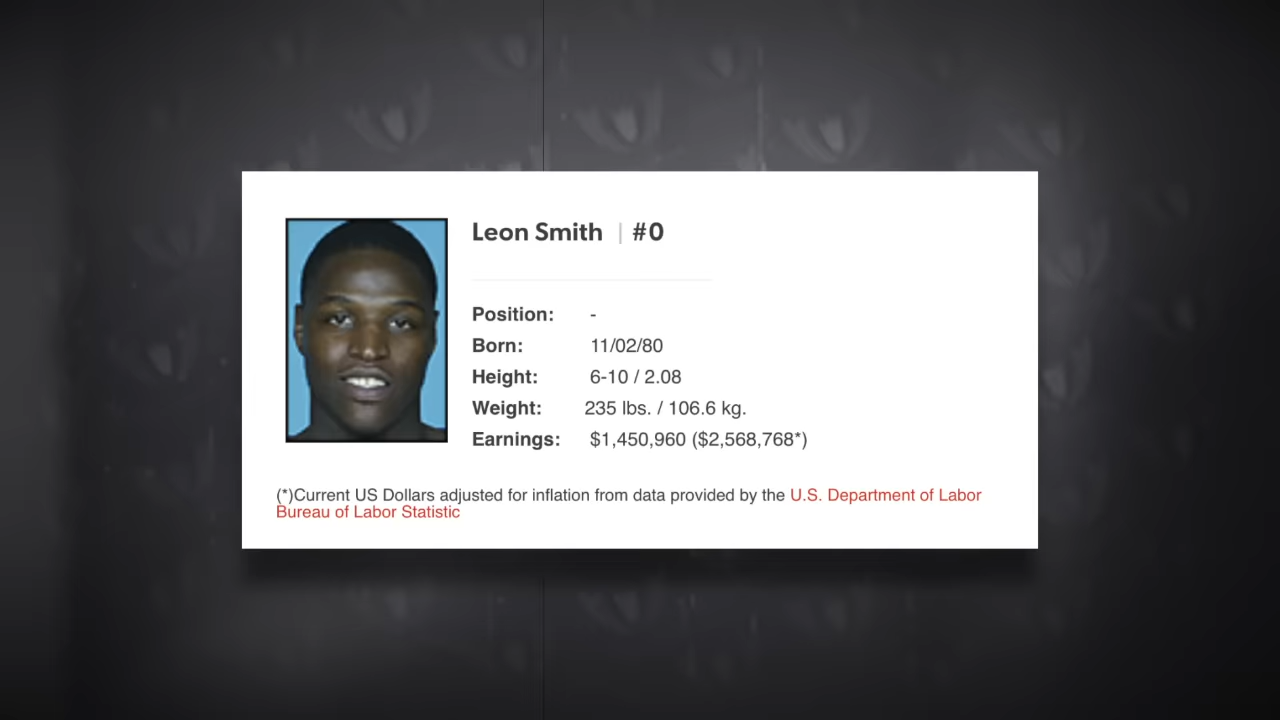 Leon Smith | #0
Position: -
Born: 11/02/80
Height: 6-10 / 2.08
Weight: 235 lbs. / 106.6 kg.
Earnings: $1,450,960 ($2,568,768*)
(*)Current US Dollars adjusted for inflation from data provided by the U.S. Department of Labor
Bureau of Labor Statistic